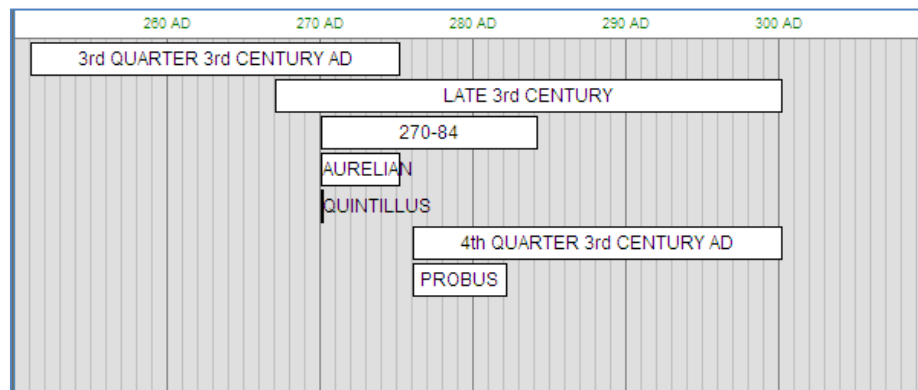 260 AD 270 AD 280 AD 290 AD 300 AD
3rd QUARTER 3rd CENTURY AD
LATE 3rd CENTURY
270-84
AURELIAN
QUINTILLUS
4th QUARTER 3rd CENTURY AD
PROBUS